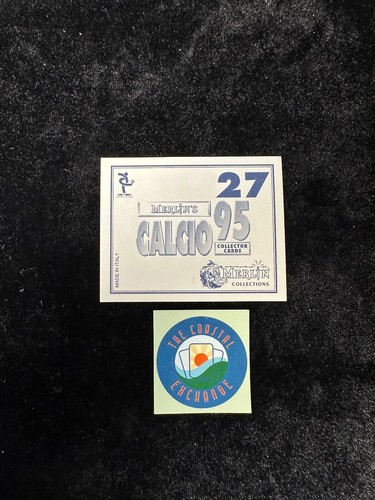 27
MERLIN'S
CALCIO 95
COLLECTOR
CARDS
MADE IN ITALY
MERLIN
COLLECTIONS
THE COASTAL
EXCHANGE